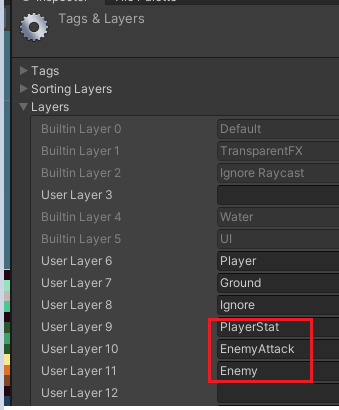 Tags & Layers
Tags
Sorting Layers
Layers
Builtin Layer 0 Default
Builtin Layer 1 TransparentFX
Builtin Layer 2 Ignore Raycast
User Layer 3
Builtin Layer 4 Water
Builtin Layer 5 UI
User Layer 6 Player
User Layer 7 Ground
User Layer 8 Ignore
User Layer 9 PlayerStat
User Layer 10 EnemyAttack
User Layer 11 Enemy
User Layer 12